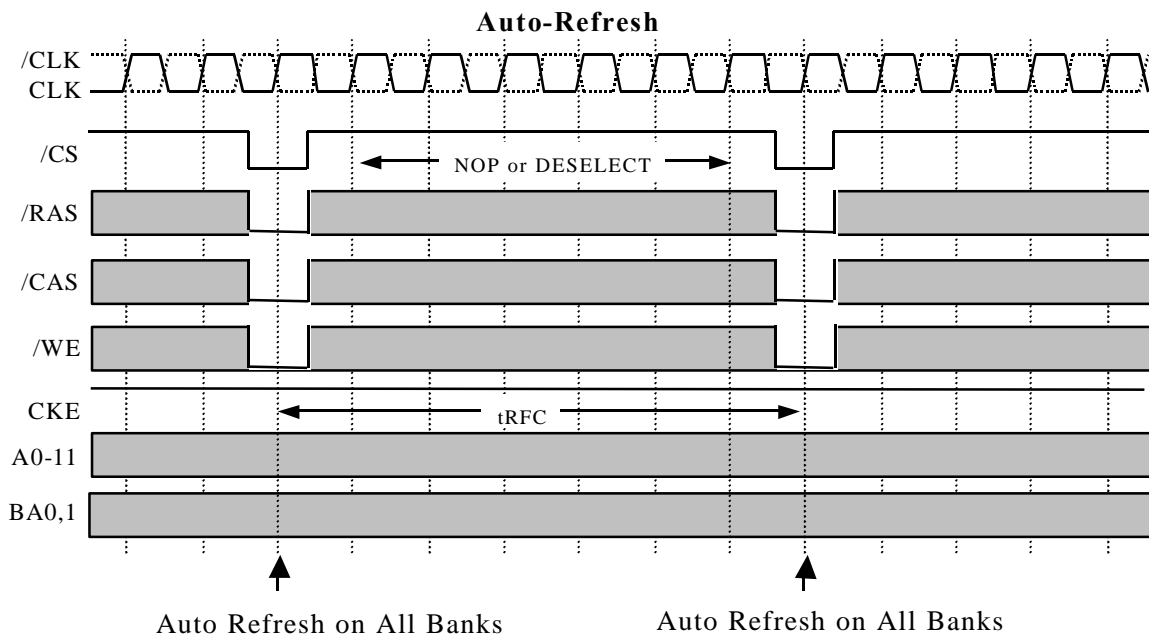 Auto-Refresh
/CLK
CLK
/CS
NOP or DESELECT
/RAS
/CAS
/WE
CKE
tRFC
A0-11
BA0,1
Auto Refresh on All Banks
Auto Refresh on All Banks